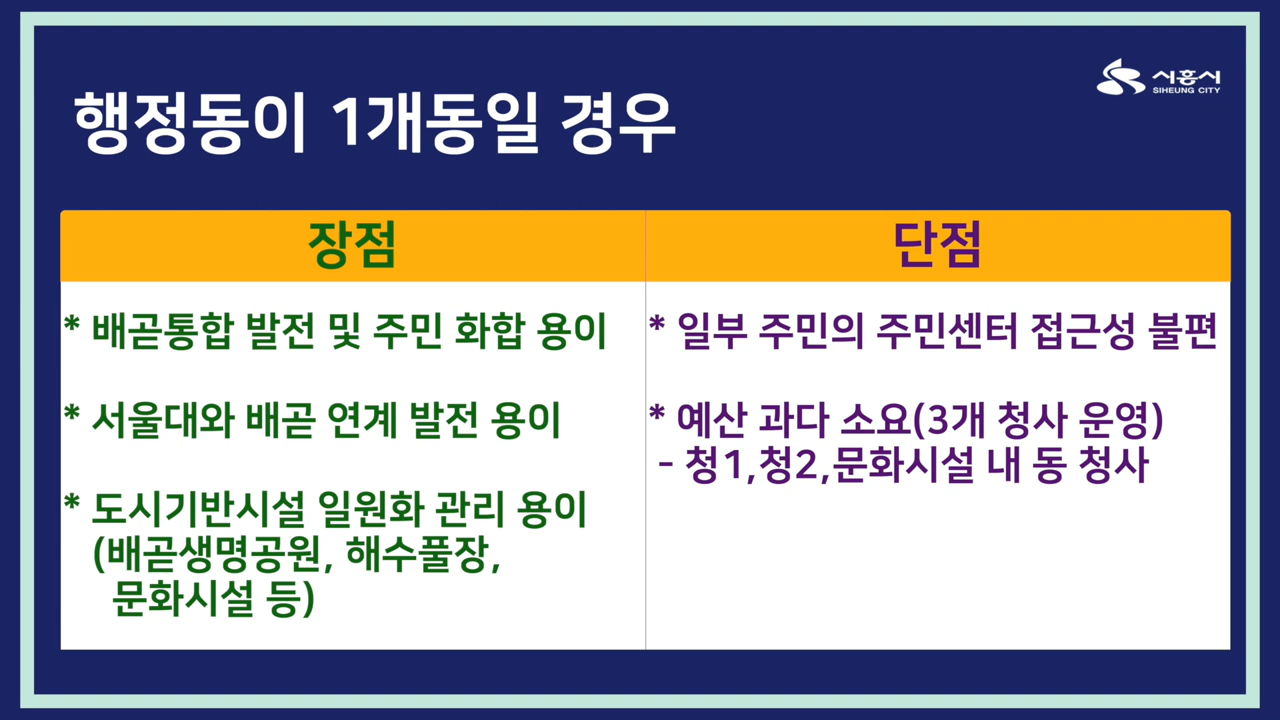 시흥시
SIHEUNG CITY
행정동이 1개동일 경우
장점
단점
* 배곧통합 발전 및 주민 화합 용이
* 서울대와 배곧 연계 발전 용이
* 도시기반시설 일원화 관리 용이
(배곧생명공원, 해수풀장,
문화시설 등)
* 일부 주민의 주민센터 접근성 불편
* 예산 과다 소요(3개 청사 운영)
- 청1,청2,문화시설 내 동 청사